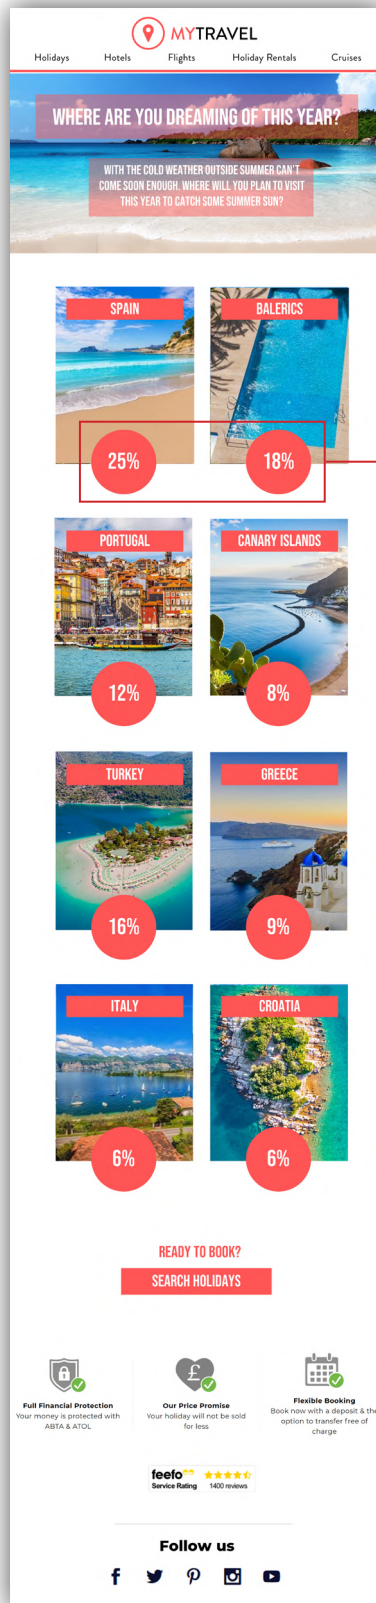 MYTRAVEL
Holidays Hotels Flights Holiday Rentals Cruises
WHERE ARE YOU DREAMING OF THIS YEAR?
WITH THE COLD WEATHER OUTSIDE SUMMER CAN'T
COME SOON ENOUGH. WHERE WILL YOU PLAN TO VISIT
THIS YEAR TO CATCH SOME SUMMER SUN?
SPAIN BALERICS
25% 18%
PORTUGAL CANARY ISLANDS
12% 8%
TURKEY GREECE
16% 9%
ITALY CROATIA
6% 6%
READY TO BOOK?
SEARCH HOLIDAYS
Full Financial Protection
Your money is protected with
ABTA & ATOL
£
Our Price Promise
Your holiday will not be sold
for less
Flexible Booking
Book now with a deposit & the
option to transfer free of
charge
feefo
Service Rating 1400 reviews
Follow us